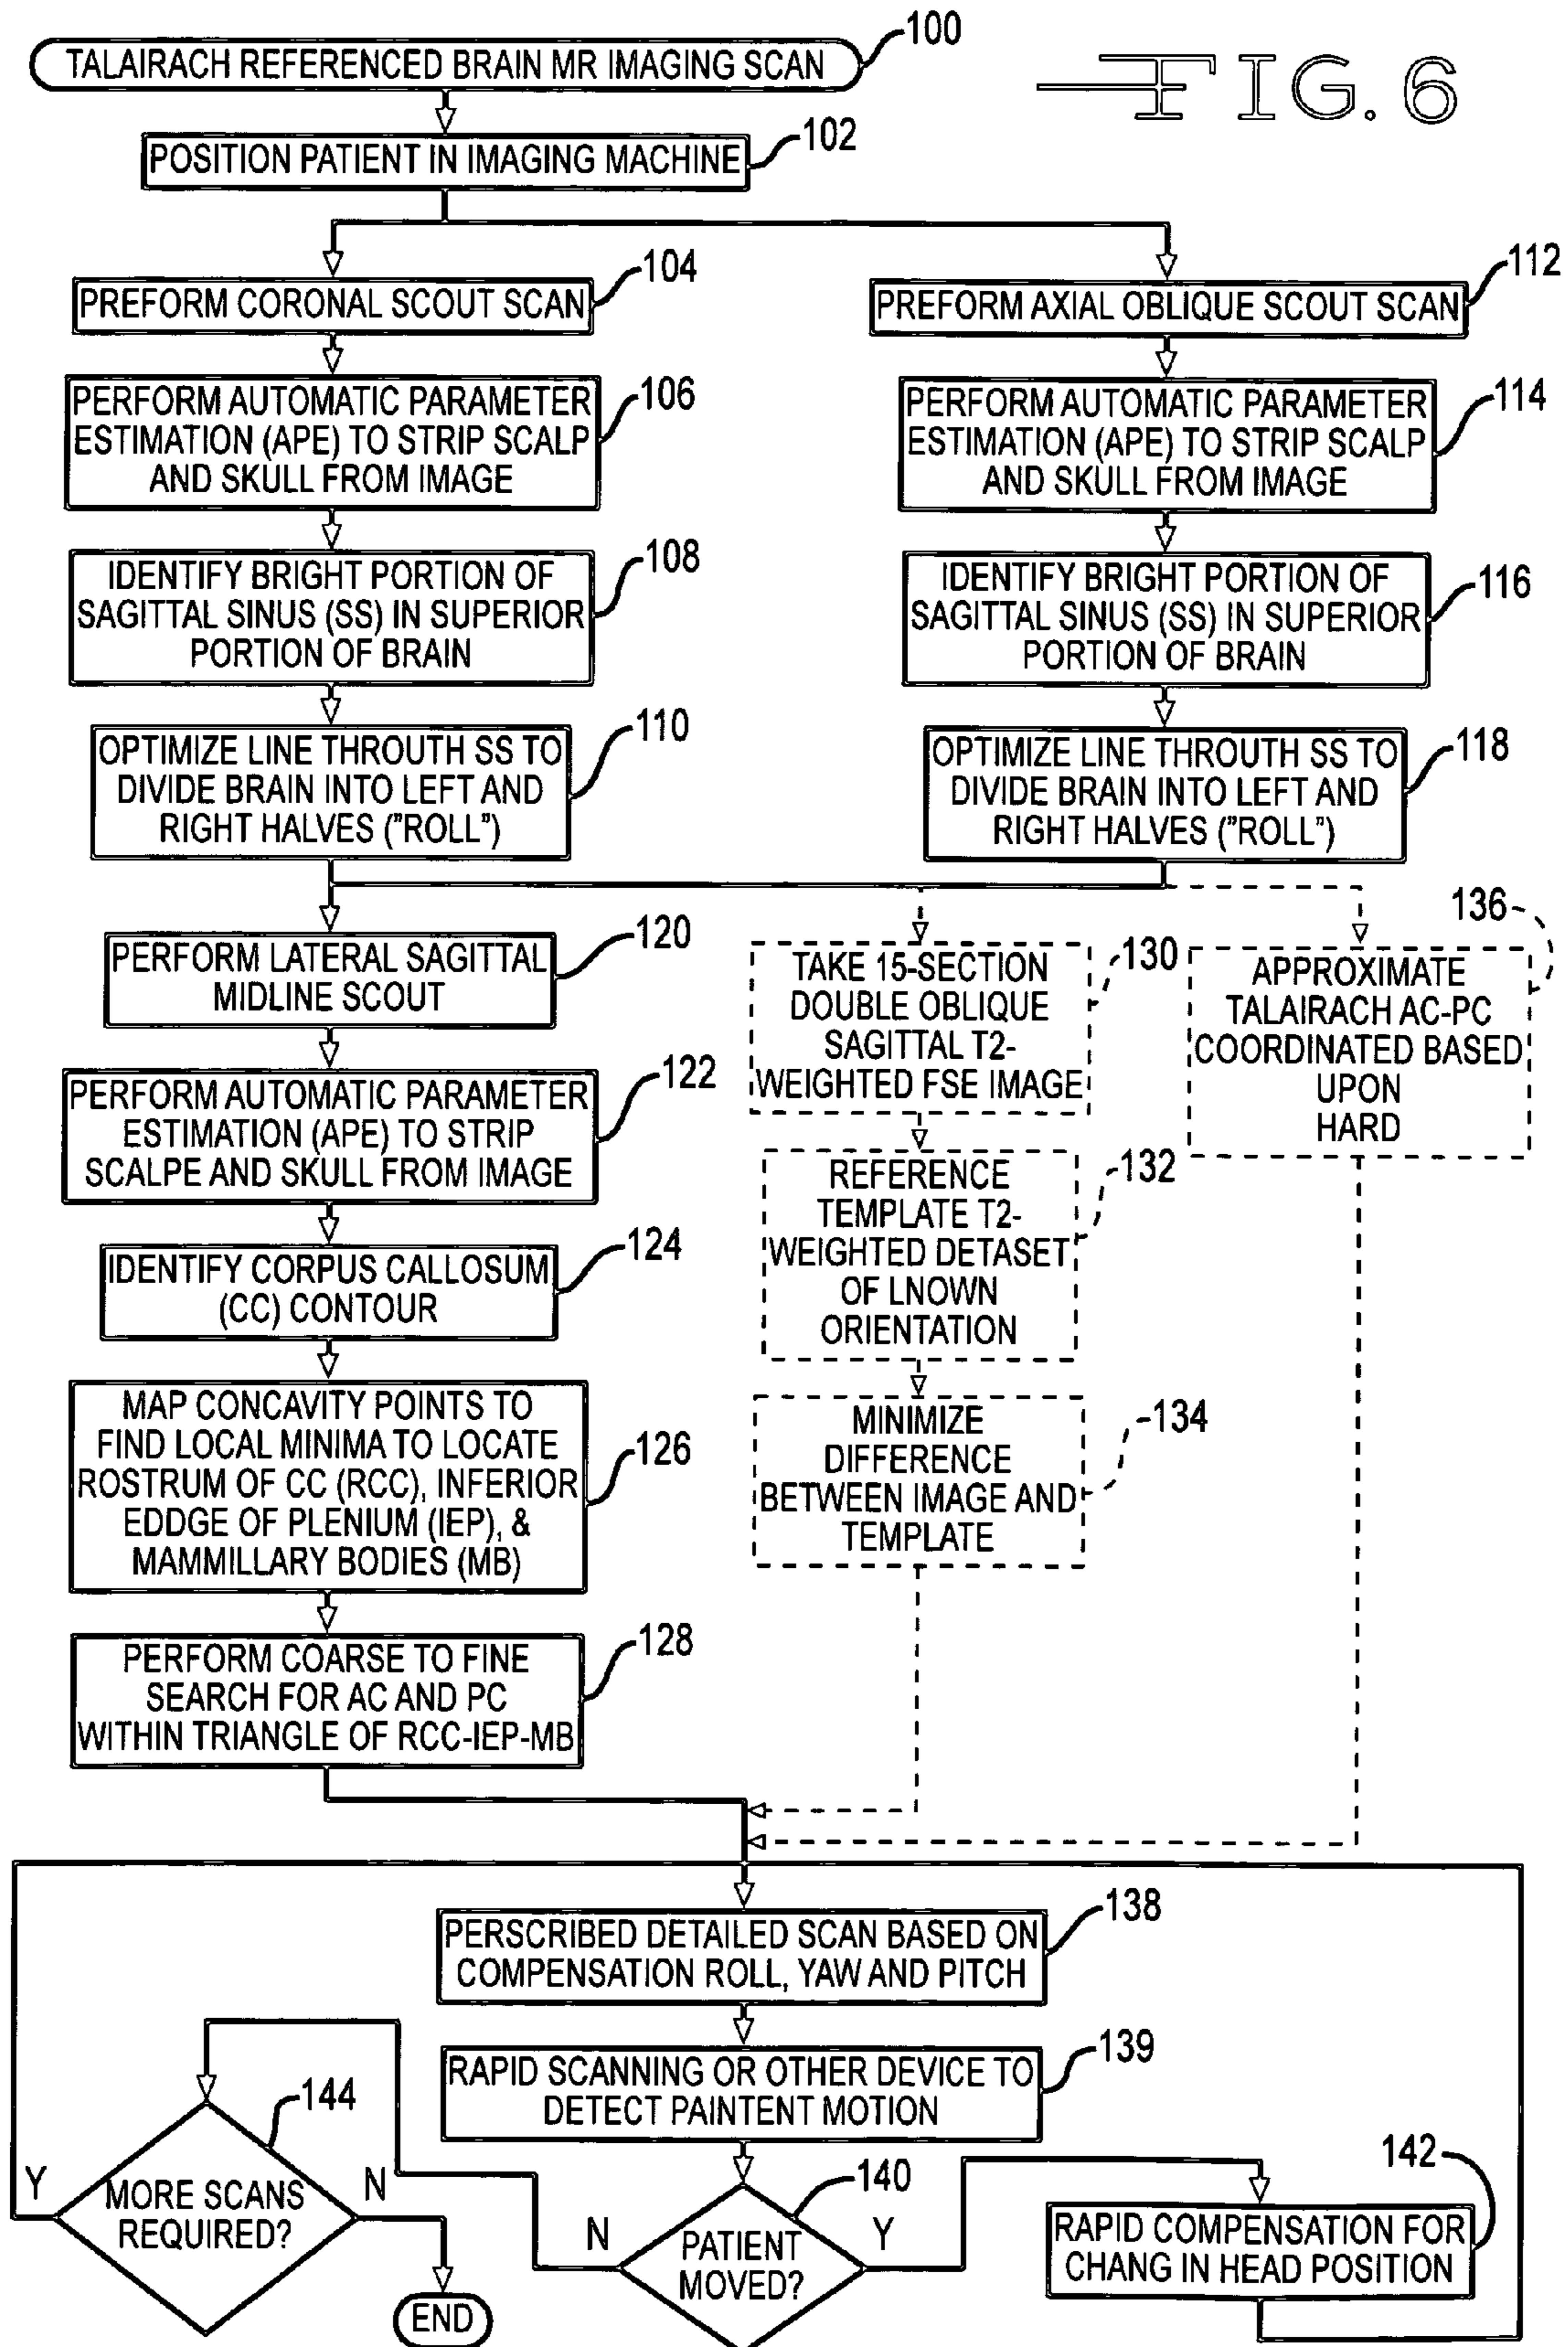 FIG. 6
100
TALAIRACH REFERENCED BRAIN MR IMAGING SCAN
102
POSITION PATIENT IN IMAGING MACHINE
104
PREFORM CORONAL SCOUT SCAN
106
PERFORM AUTOMATIC PARAMETER
ESTIMATION (APE) TO STRIP SCALP
AND SKULL FROM IMAGE
108
IDENTIFY BRIGHT PORTION OF
SAGITTAL SINUS (SS) IN SUPERIOR
PORTION OF BRAIN
110
OPTIMIZE LINE THROUTH SS TO
DIVIDE BRAIN INTO LEFT AND
RIGHT HALVES ("ROLL")
112
PREFORM AXIAL OBLIQUE SCOUT SCAN
114
PERFORM AUTOMATIC PARAMETER
ESTIMATION (APE) TO STRIP SCALP
AND SKULL FROM IMAGE
116
IDENTIFY BRIGHT PORTION OF
SAGITTAL SINUS (SS) IN SUPERIOR
PORTION OF BRAIN
118
OPTIMIZE LINE THROUTH SS TO
DIVIDE BRAIN INTO LEFT AND
RIGHT HALVES ("ROLL")
120
PERFORM LATERAL SAGITTAL
MIDLINE SCOUT
122
PERFORM AUTOMATIC PARAMETER
ESTIMATION (APE) TO STRIP
SCALPE AND SKULL FROM IMAGE
124
IDENTIFY CORPUS CALLOSUM
(CC) CONTOUR
126
MAP CONCAVITY POINTS TO
FIND LOCAL MINIMA TO LOCATE
ROSTRUM OF CC (RCC), INFERIOR
EDDGE OF PLENIUM (IEP), &
MAMMILLARY BODIES (MB)
128
PERFORM COARSE TO FINE
SEARCH FOR AC AND PC
WITHIN TRIANGLE OF RCC-IEP-MB
130
TAKE 15-SECTION
DOUBLE OBLIQUE
SAGITTAL T2-
WEIGHTED FSE IMAGE
132
REFERENCE
TEMPLATE T2-
WEIGHTED DETASET
OF LNOWN
ORIENTATION
134
MINIMIZE
DIFFERENCE
BETWEEN IMAGE AND
TEMPLATE
136
APPROXIMATE
TALAIRACH AC-PC
COORDINATED BASED
UPON
HARD
138
PERSCRIBED DETAILED SCAN BASED ON
COMPENSATION ROLL, YAW AND PITCH
139
RAPID SCANNING OR OTHER DEVICE TO
DETECT PAINTENT MOTION
140
PATIENT
MOVED?
N
Y
142
RAPID COMPENSATION FOR
CHANG IN HEAD POSITION
144
MORE SCANS
REQUIRED?
Y
N
END